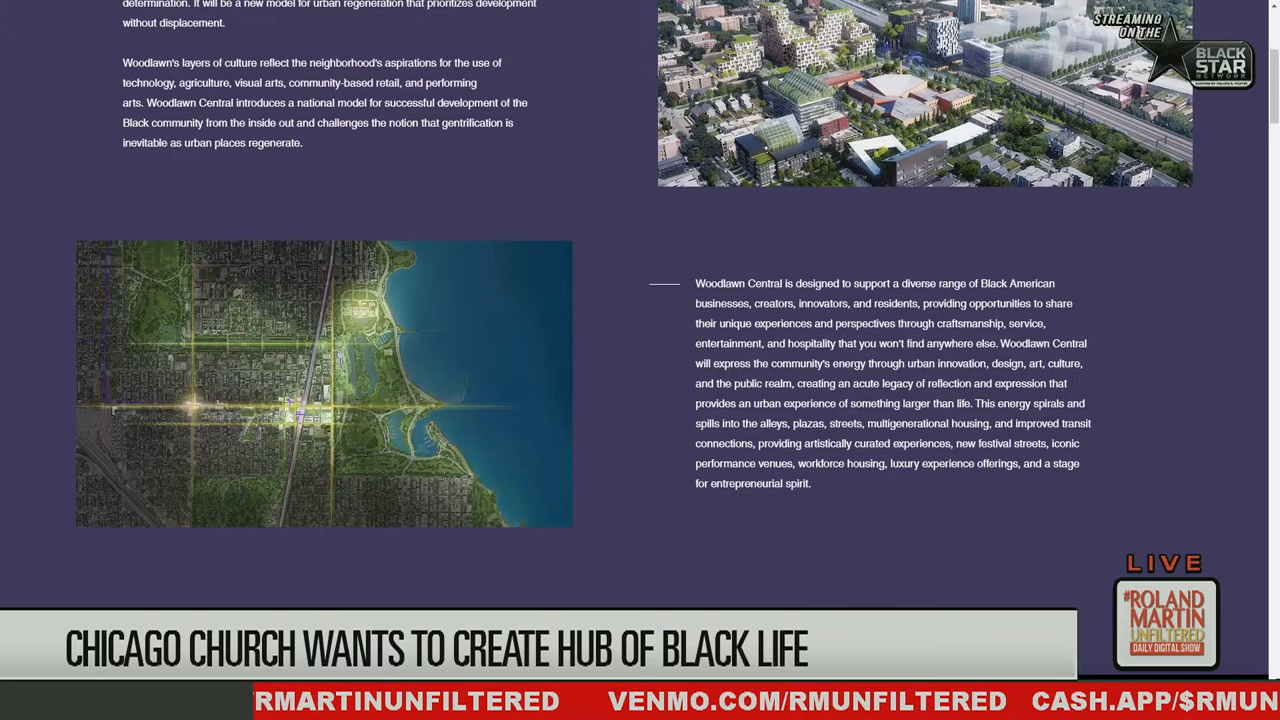 determination. It will be a new model for urban regeneration that prioritizes development
without displacement.
Woodlawn's layers of culture reflect the neighborhood's aspirations for the use of
technology, agriculture, visual arts, community-based retail, and performing
arts. Woodlawn Central introduces a national model for successful development of the
Black community from the inside out and challenges the notion that gentrification is
inevitable as urban places regenerate.
STREAMING
ON THE
BLACK
STAR
NETWORK
Woodlawn Central is designed to support a diverse range of Black American
businesses, creators, innovators, and residents, providing opportunities to share
their unique experiences and perspectives through craftsmanship, service,
entertainment, and hospitality that you won't find anywhere else. Woodlawn Central
will express the community's energy through urban innovation, design, art, culture,
and the public realm, creating an acute legacy of reflection and expression that
provides an urban experience of something larger than life. This energy spirals and
spills into the alleys, plazas, streets, multigenerational housing, and improved transit
connections, providing artistically curated experiences, new festival streets, iconic
performance venues, workforce housing, luxury experience offerings, and a stage
for entrepreneurial spirit.
LIVE
#ROLAND
MARTIN
UNFILTERED
DAILY DIGITAL SHOW
CHICAGO CHURCH WANTS TO CREATE HUB OF BLACK LIFE
RMARTINUNFILTERED VENMO.COM/RMUNFILTERED CASH.APP/$RMUN